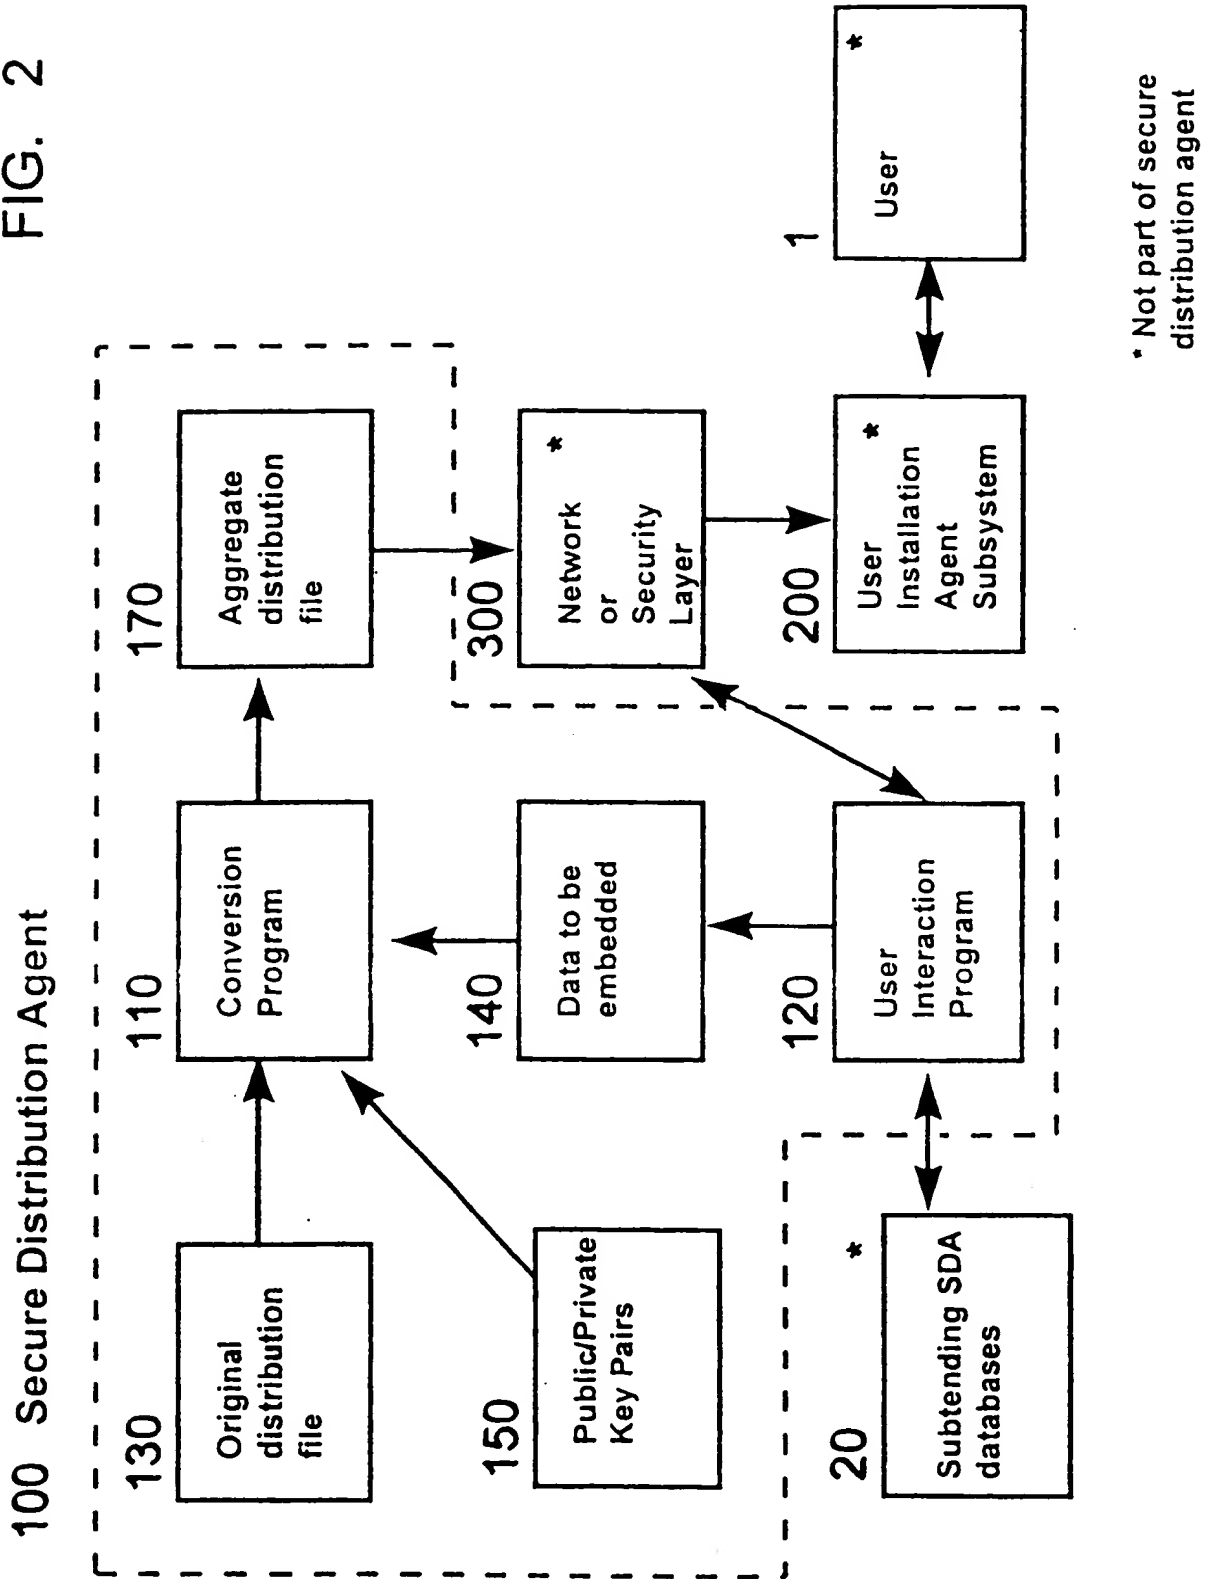 FIG. 2
100 Secure Distribution Agent
130
Original
distribution
file
110
Conversion
Program
170
Aggregate
distribution
file
150
Public/Private
Key Pairs
140
Data to be
embedded
300
Network *
or
Security
Layer
20 *
Subtending SDA
databases
120
User
Interaction
Program
200
User *
Installation
Agent
Subsystem
1
User *
* Not part of secure
distribution agent